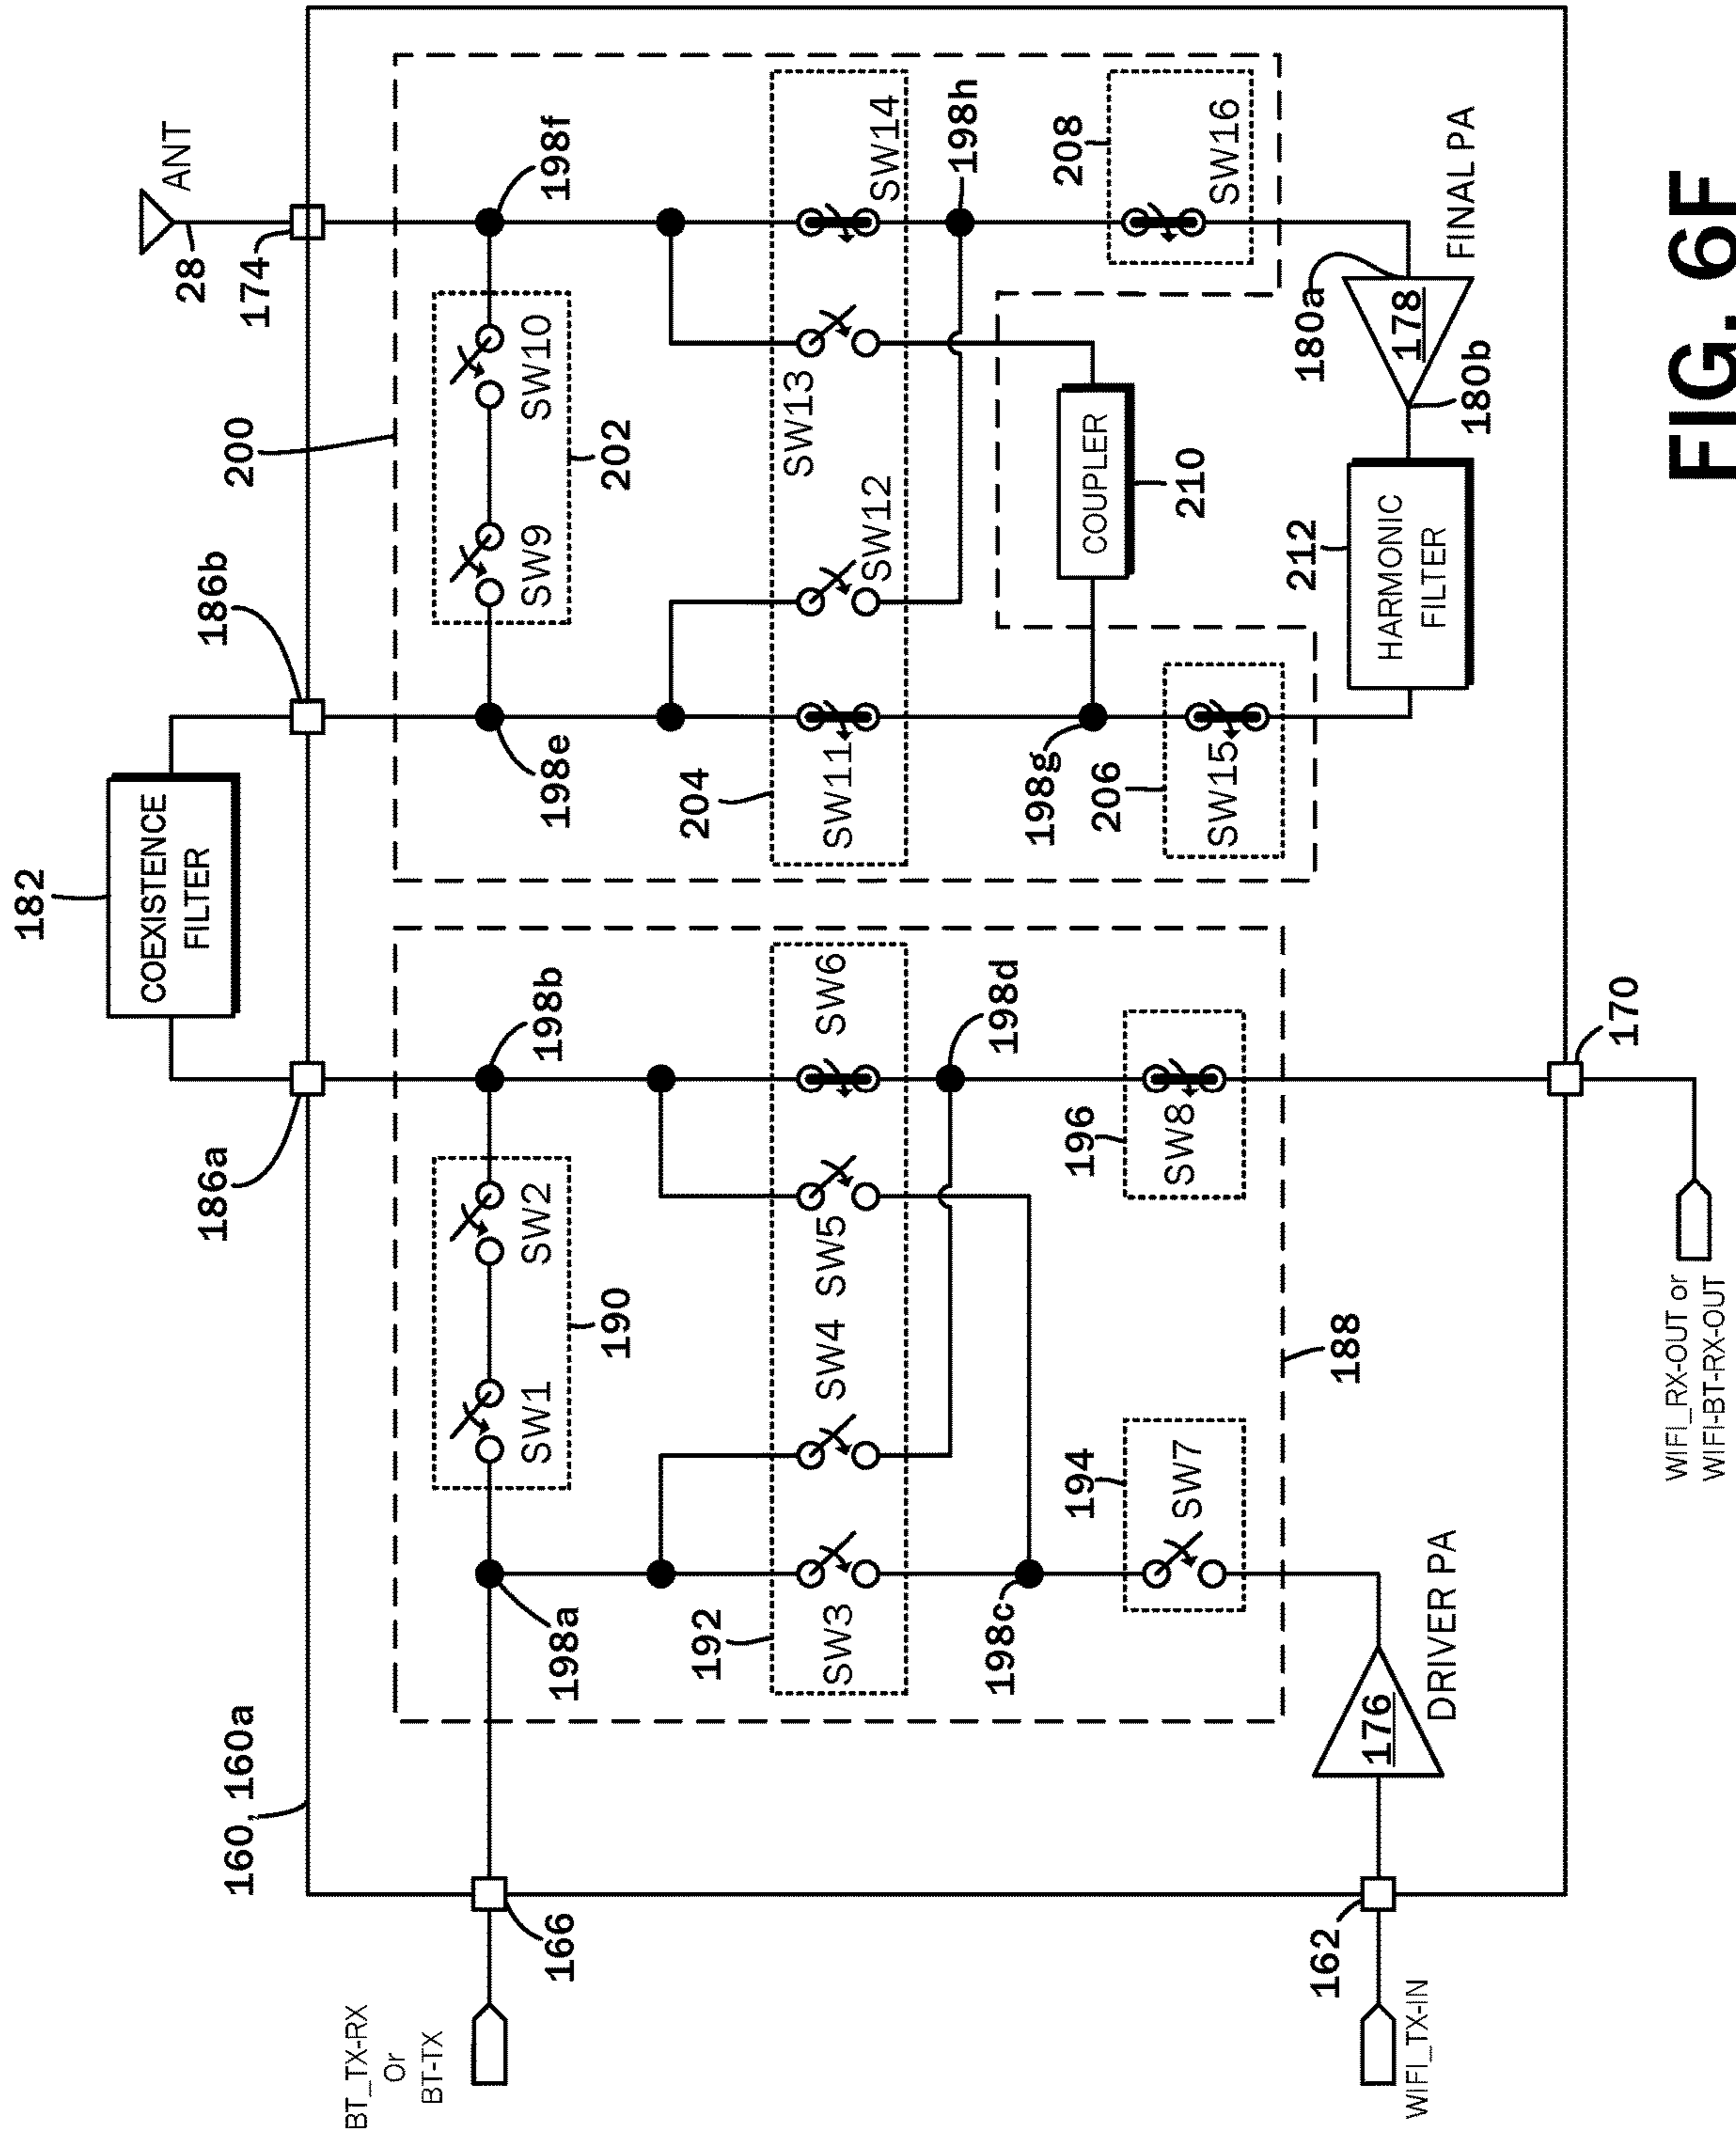 28
ANT
174
182
COEXISTENCE
FILTER
186a
186b
200
160, 160a
198a
198b
198e
198f
SW1
SW2
190
SW9
SW10
202
BT_TX-RX
Or
BT-TX
166
192
SW3
SW4
SW5
SW6
204
SW11
SW12
SW13
SW14
198c
198d
198g
198h
194
SW7
196
SW8
206
SW15
208
SW16
COUPLER
210
188
WIFI_TX-IN
162
176
DRIVER PA
212
HARMONIC
FILTER
180a
178
180b
FINAL PA
170
WIFI_RX-OUT or
WIFI-BT-RX-OUT
FIG. 6F